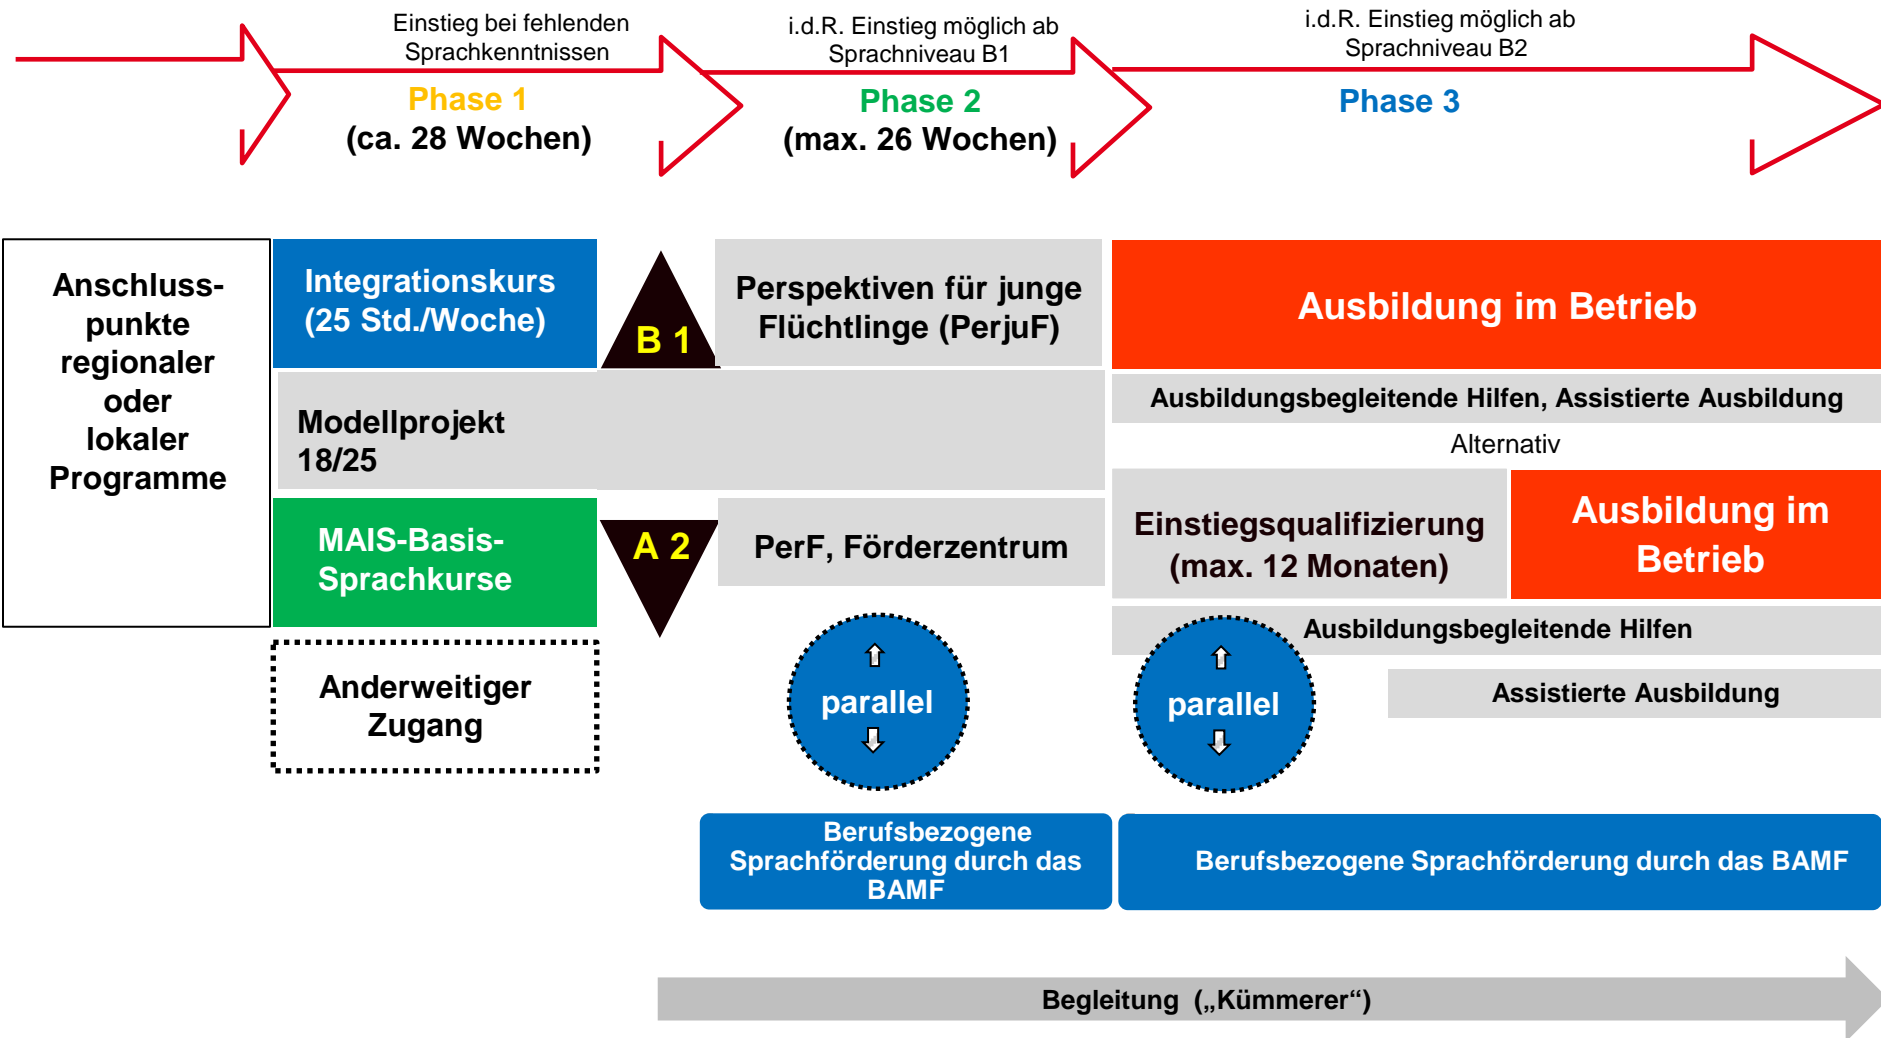 Einstieg bei fehlenden
Sprachkenntnissen
i.d.R. Einstieg möglich ab
Sprachniveau B1
i.d.R. Einstieg möglich ab
Sprachniveau B2
Phase 1
(ca. 28 Wochen)
Phase 2
(max. 26 Wochen)
Phase 3
Anschluss-
punkte
regionaler
oder
lokaler
Programme
Integrationskurs
(25 Std./Woche)
B 1
Perspektiven für junge
Flüchtlinge (PerjuF)
Ausbildung im Betrieb
Ausbildungsbegleitende Hilfen, Assistierte Ausbildung
Modellprojekt
18/25
Alternativ
MAIS-Basis-
Sprachkurse
A 2
PerF, Förderzentrum
Einstiegsqualifizierung
(max. 12 Monaten)
Ausbildung im
Betrieb
Ausbildungsbegleitende Hilfen
Anderweitiger
Zugang
parallel
parallel
Assistierte Ausbildung
Berufsbezogene
Sprachförderung durch das
BAMF
Berufsbezogene Sprachförderung durch das BAMF
Begleitung („Kümmerer“)